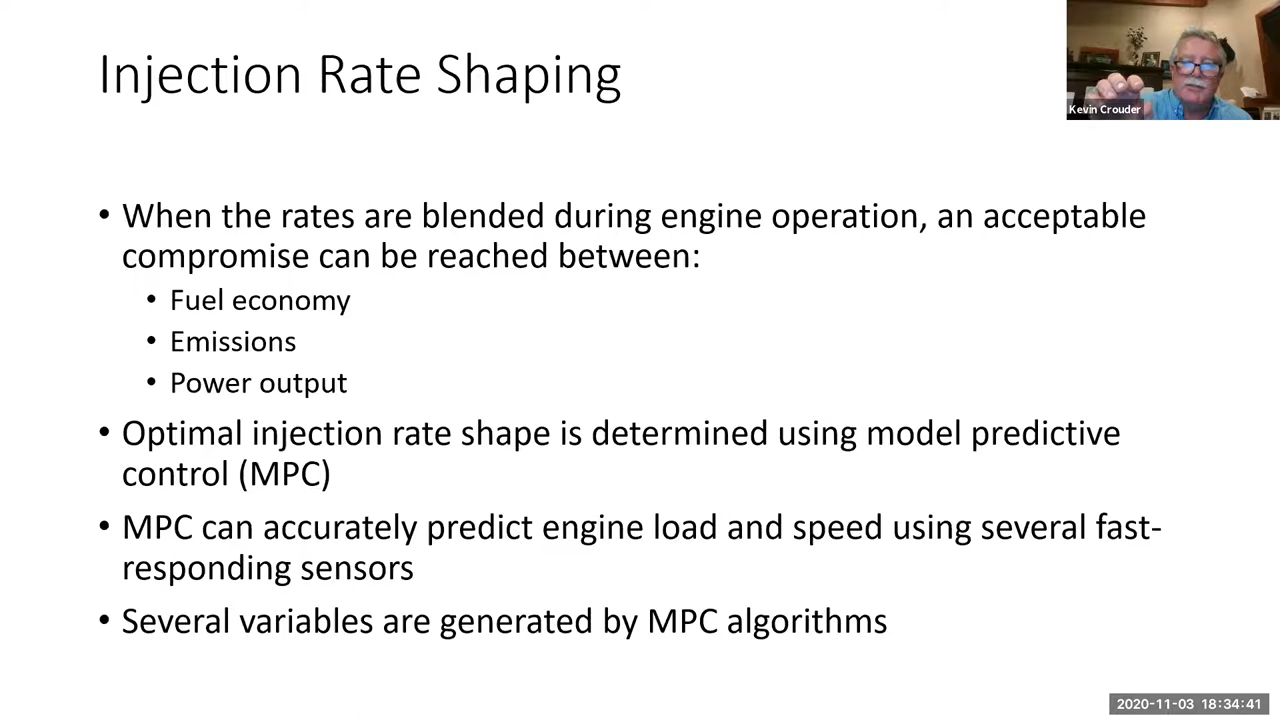 Injection Rate Shaping
Kevin Crouder
• When the rates are blended during engine operation, an acceptable
compromise can be reached between:
• Fuel economy
• Emissions
• Power output
• Optimal injection rate shape is determined using model predictive
control (MPC)
• MPC can accurately predict engine load and speed using several fast-
responding sensors
• Several variables are generated by MPC algorithms
2020-11-03 18:34:41